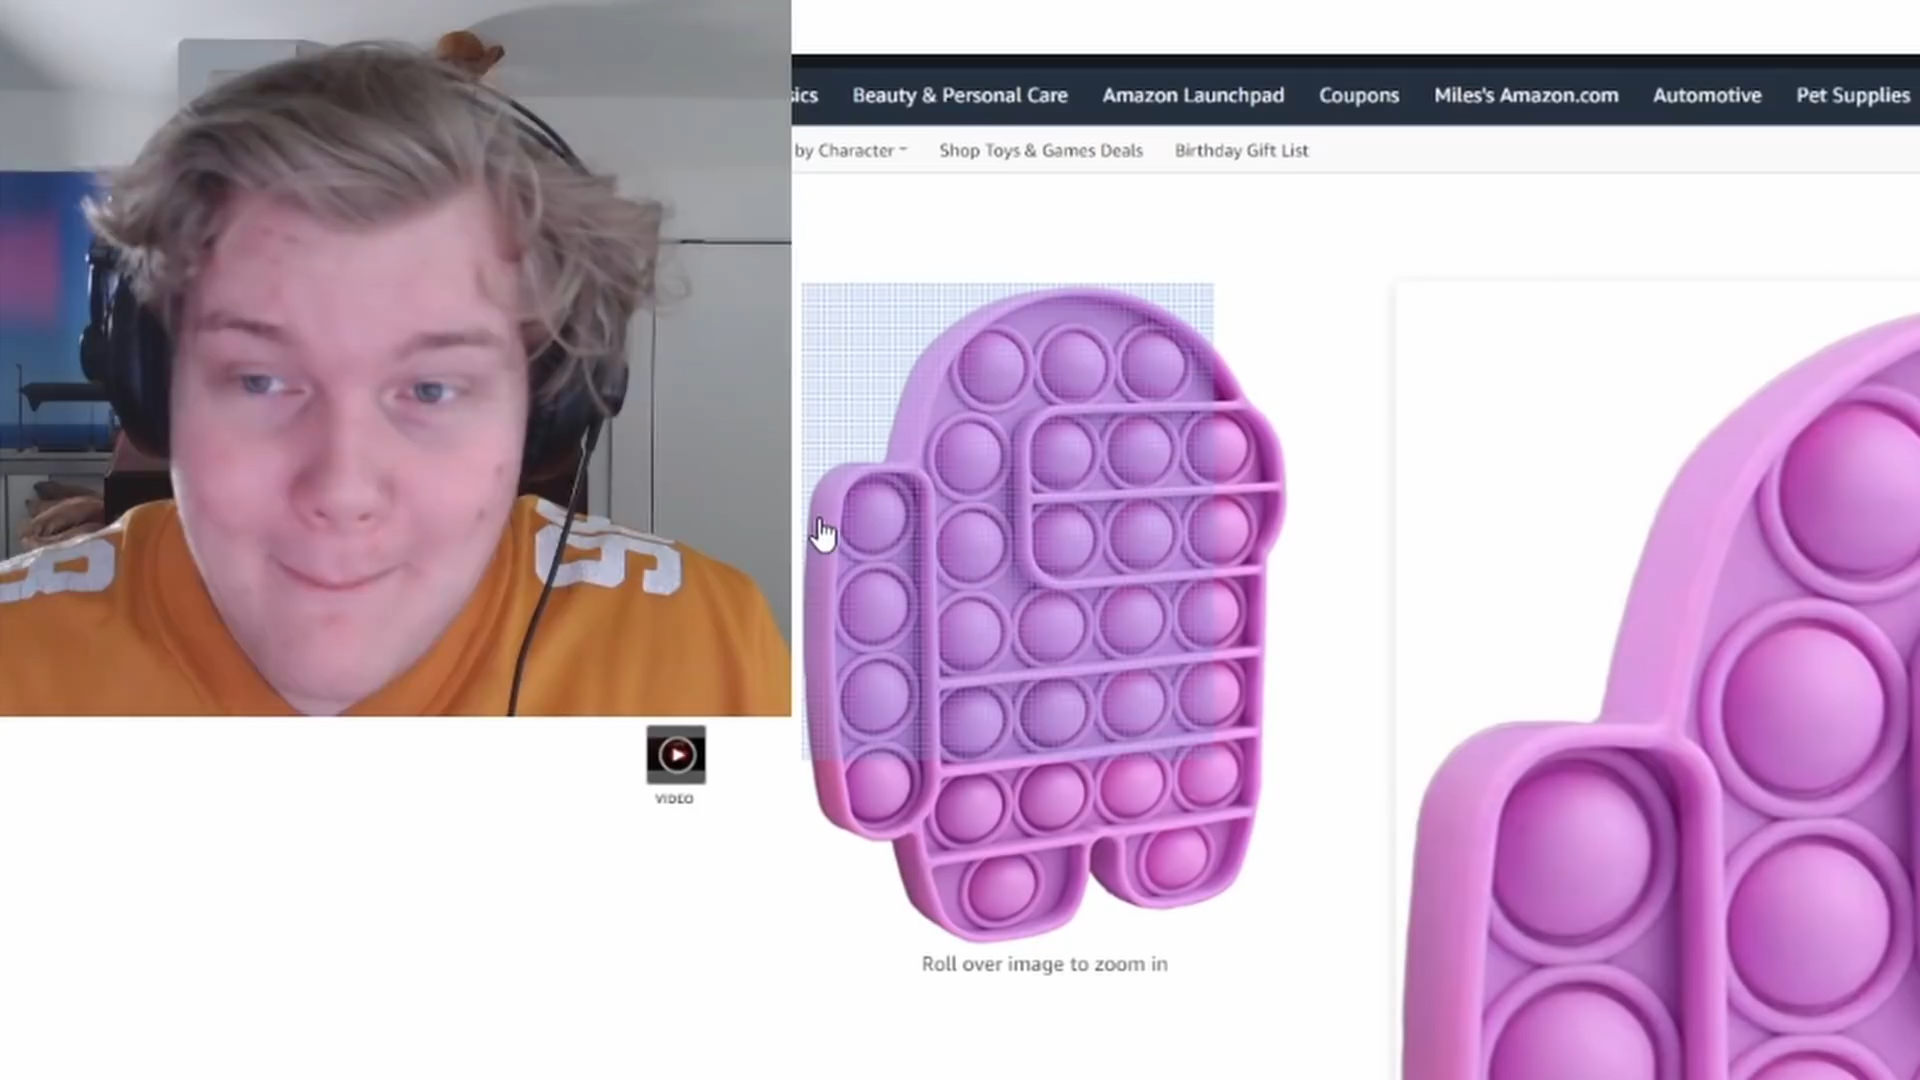 sics Beauty & Personal Care Amazon Launchpad Coupons Miles's Amazon.com Automotive Pet Supplies
by Character Shop Toys & Games Deals Birthday Gift List
VIDEO
Roll over image to zoom in